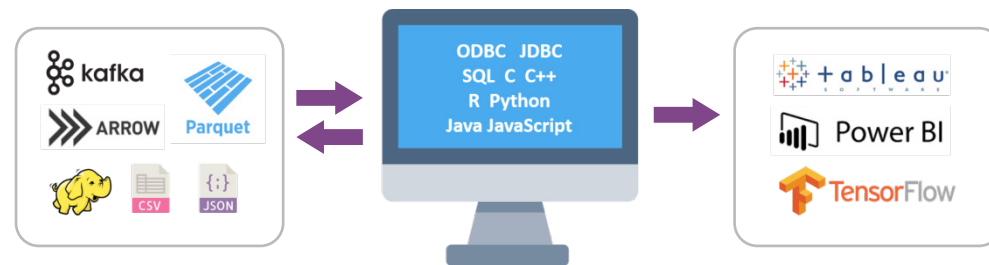 kafka
ARROW
Parquet
CSV
{;}
JSON
ODBC JDBC
SQL C C++
R Python
Java JavaScript
+ a b l e a u
S O F T W A R E
Power BI
TensorFlow